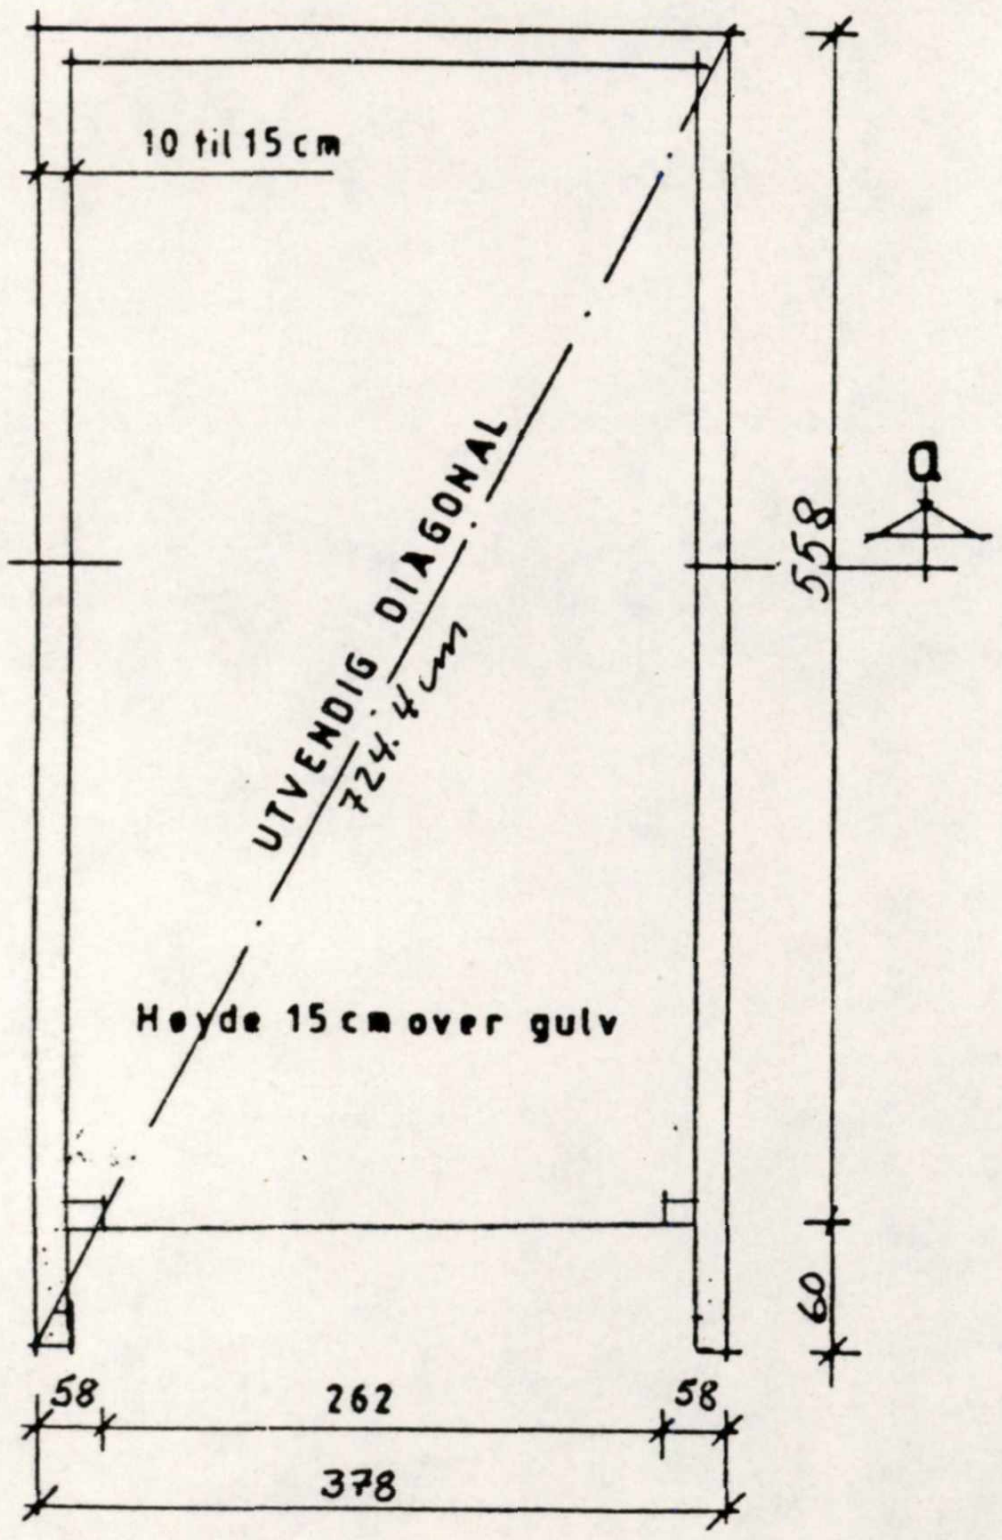 10 til 15 cm
a
558
UTVENDIG DIAGONAL
724.4 cm
Høyde 15 cm over gulv
60
58 262 58
378